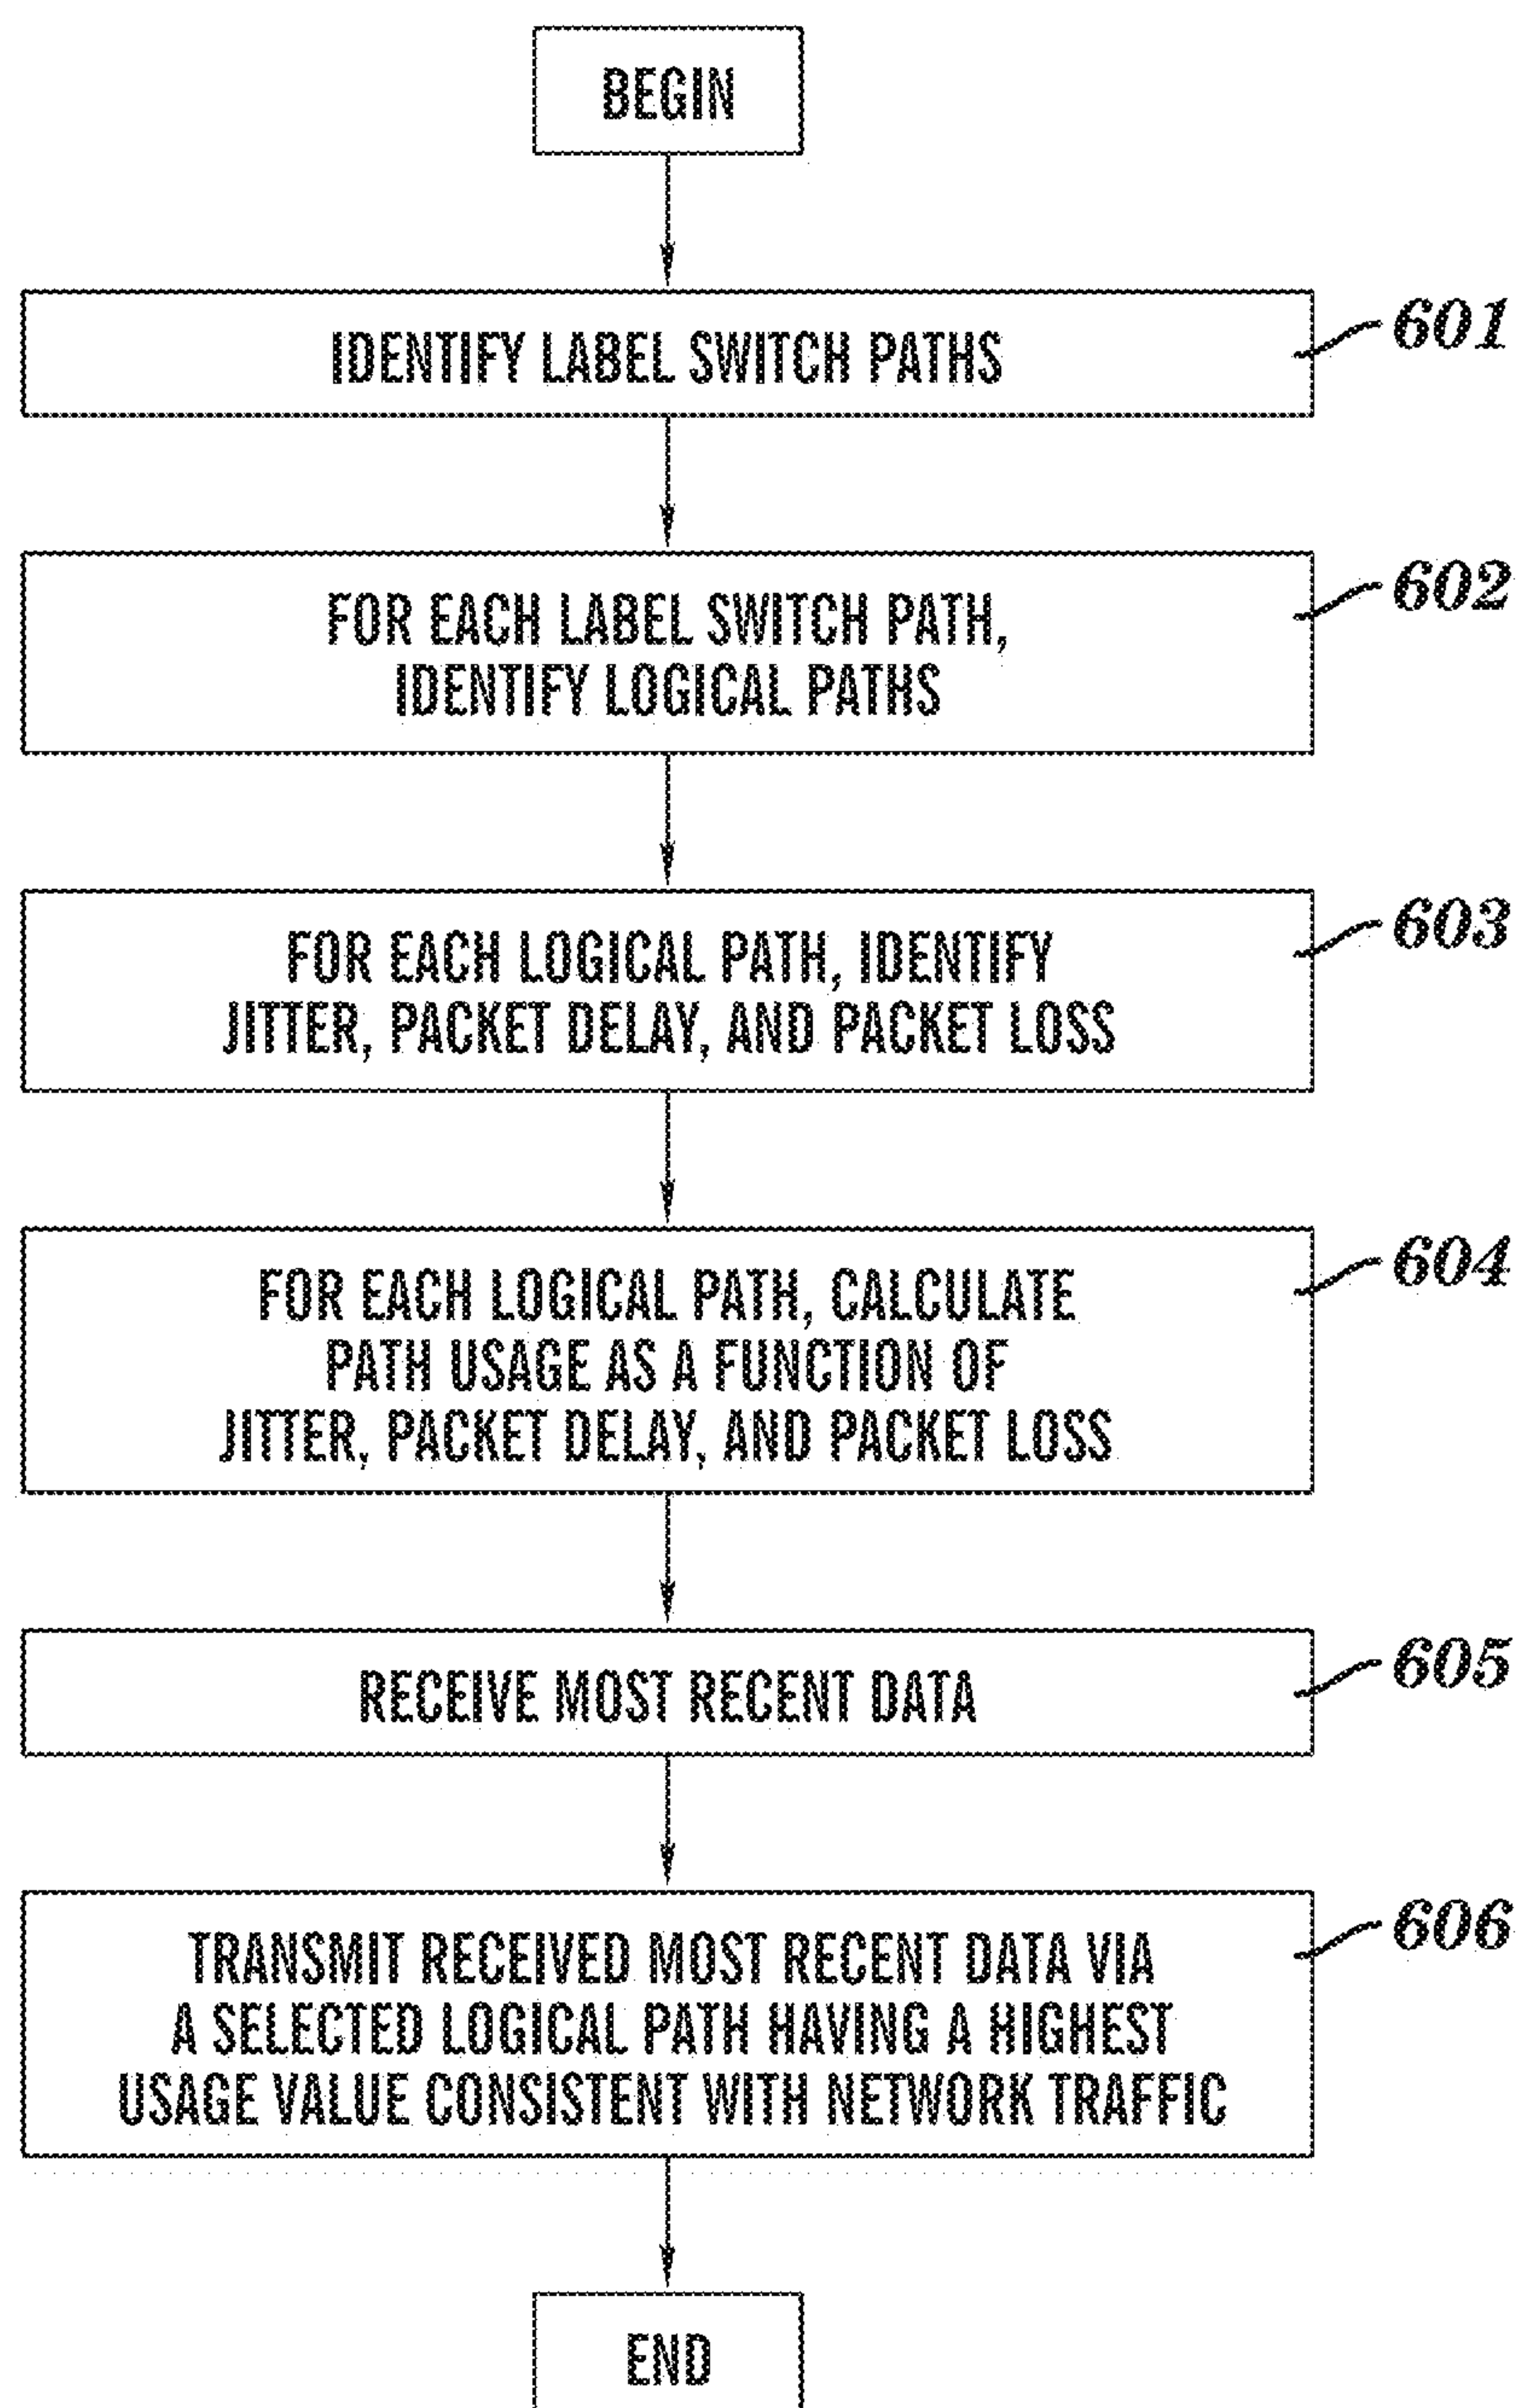 BEGIN
IDENTIFY LABEL SWITCH PATHS
601
FOR EACH LABEL SWITCH PATH,
IDENTIFY LOGICAL PATHS
602
FOR EACH LOGICAL PATH, IDENTIFY
JITTER, PACKET DELAY, AND PACKET LOSS
603
FOR EACH LOGICAL PATH, CALCULATE
PATH USAGE AS A FUNCTION OF
JITTER, PACKET DELAY, AND PACKET LOSS
604
RECEIVE MOST RECENT DATA
605
TRANSMIT RECEIVED MOST RECENT DATA VIA
A SELECTED LOGICAL PATH HAVING A HIGHEST
USAGE VALUE CONSISTENT WITH NETWORK TRAFFIC
606
END